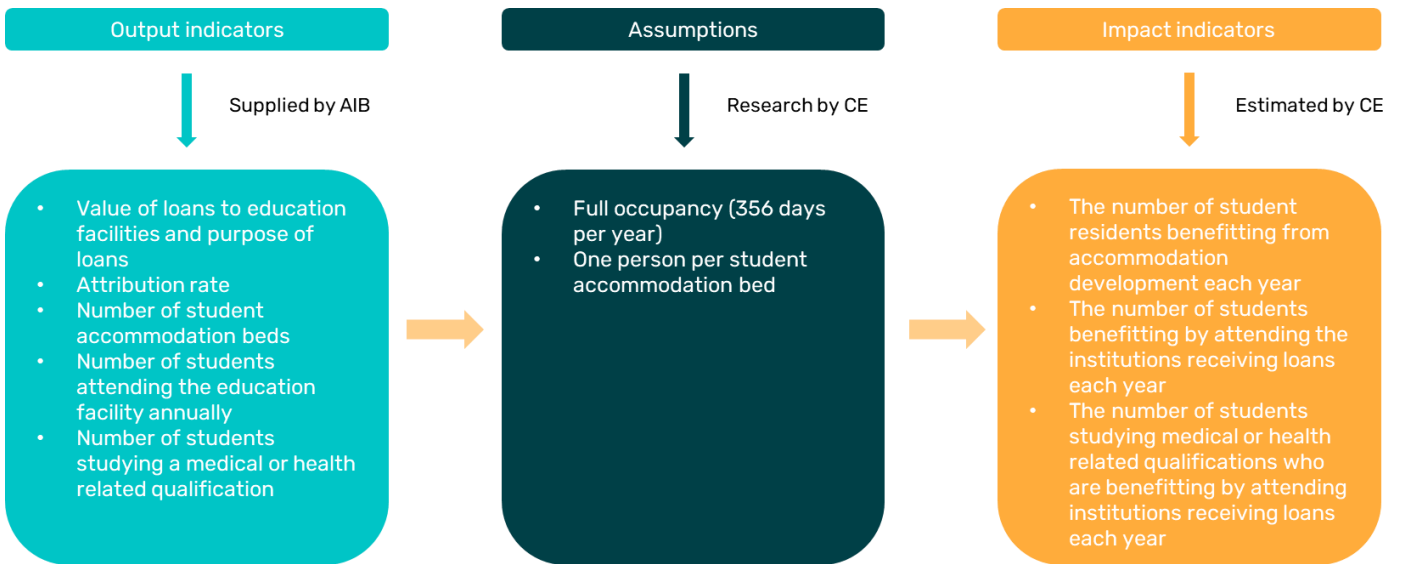 Output indicators
Supplied by AIB
• Value of loans to education
facilities and purpose of
loans
• Attribution rate
• Number of student
accommodation beds
• Number of students
attending the education
facility annually
• Number of students
studying a medical or health
related qualification
Assumptions
Research by CE
• Full occupancy (356 days
per year)
• One person per student
accommodation bed
Impact indicators
Estimated by CE
• The number of student
residents benefitting from
accommodation
development each year
• The number of students
benefitting by attending the
institutions receiving loans
each year
• The number of students
studying medical or health
related qualifications who
are benefitting by attending
institutions receiving loans
each year